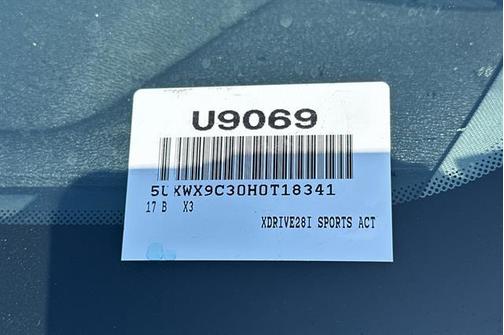 U9069
5UXWX9C30H0T18341
17 B X3
XDRIVE28I SPORTS ACT